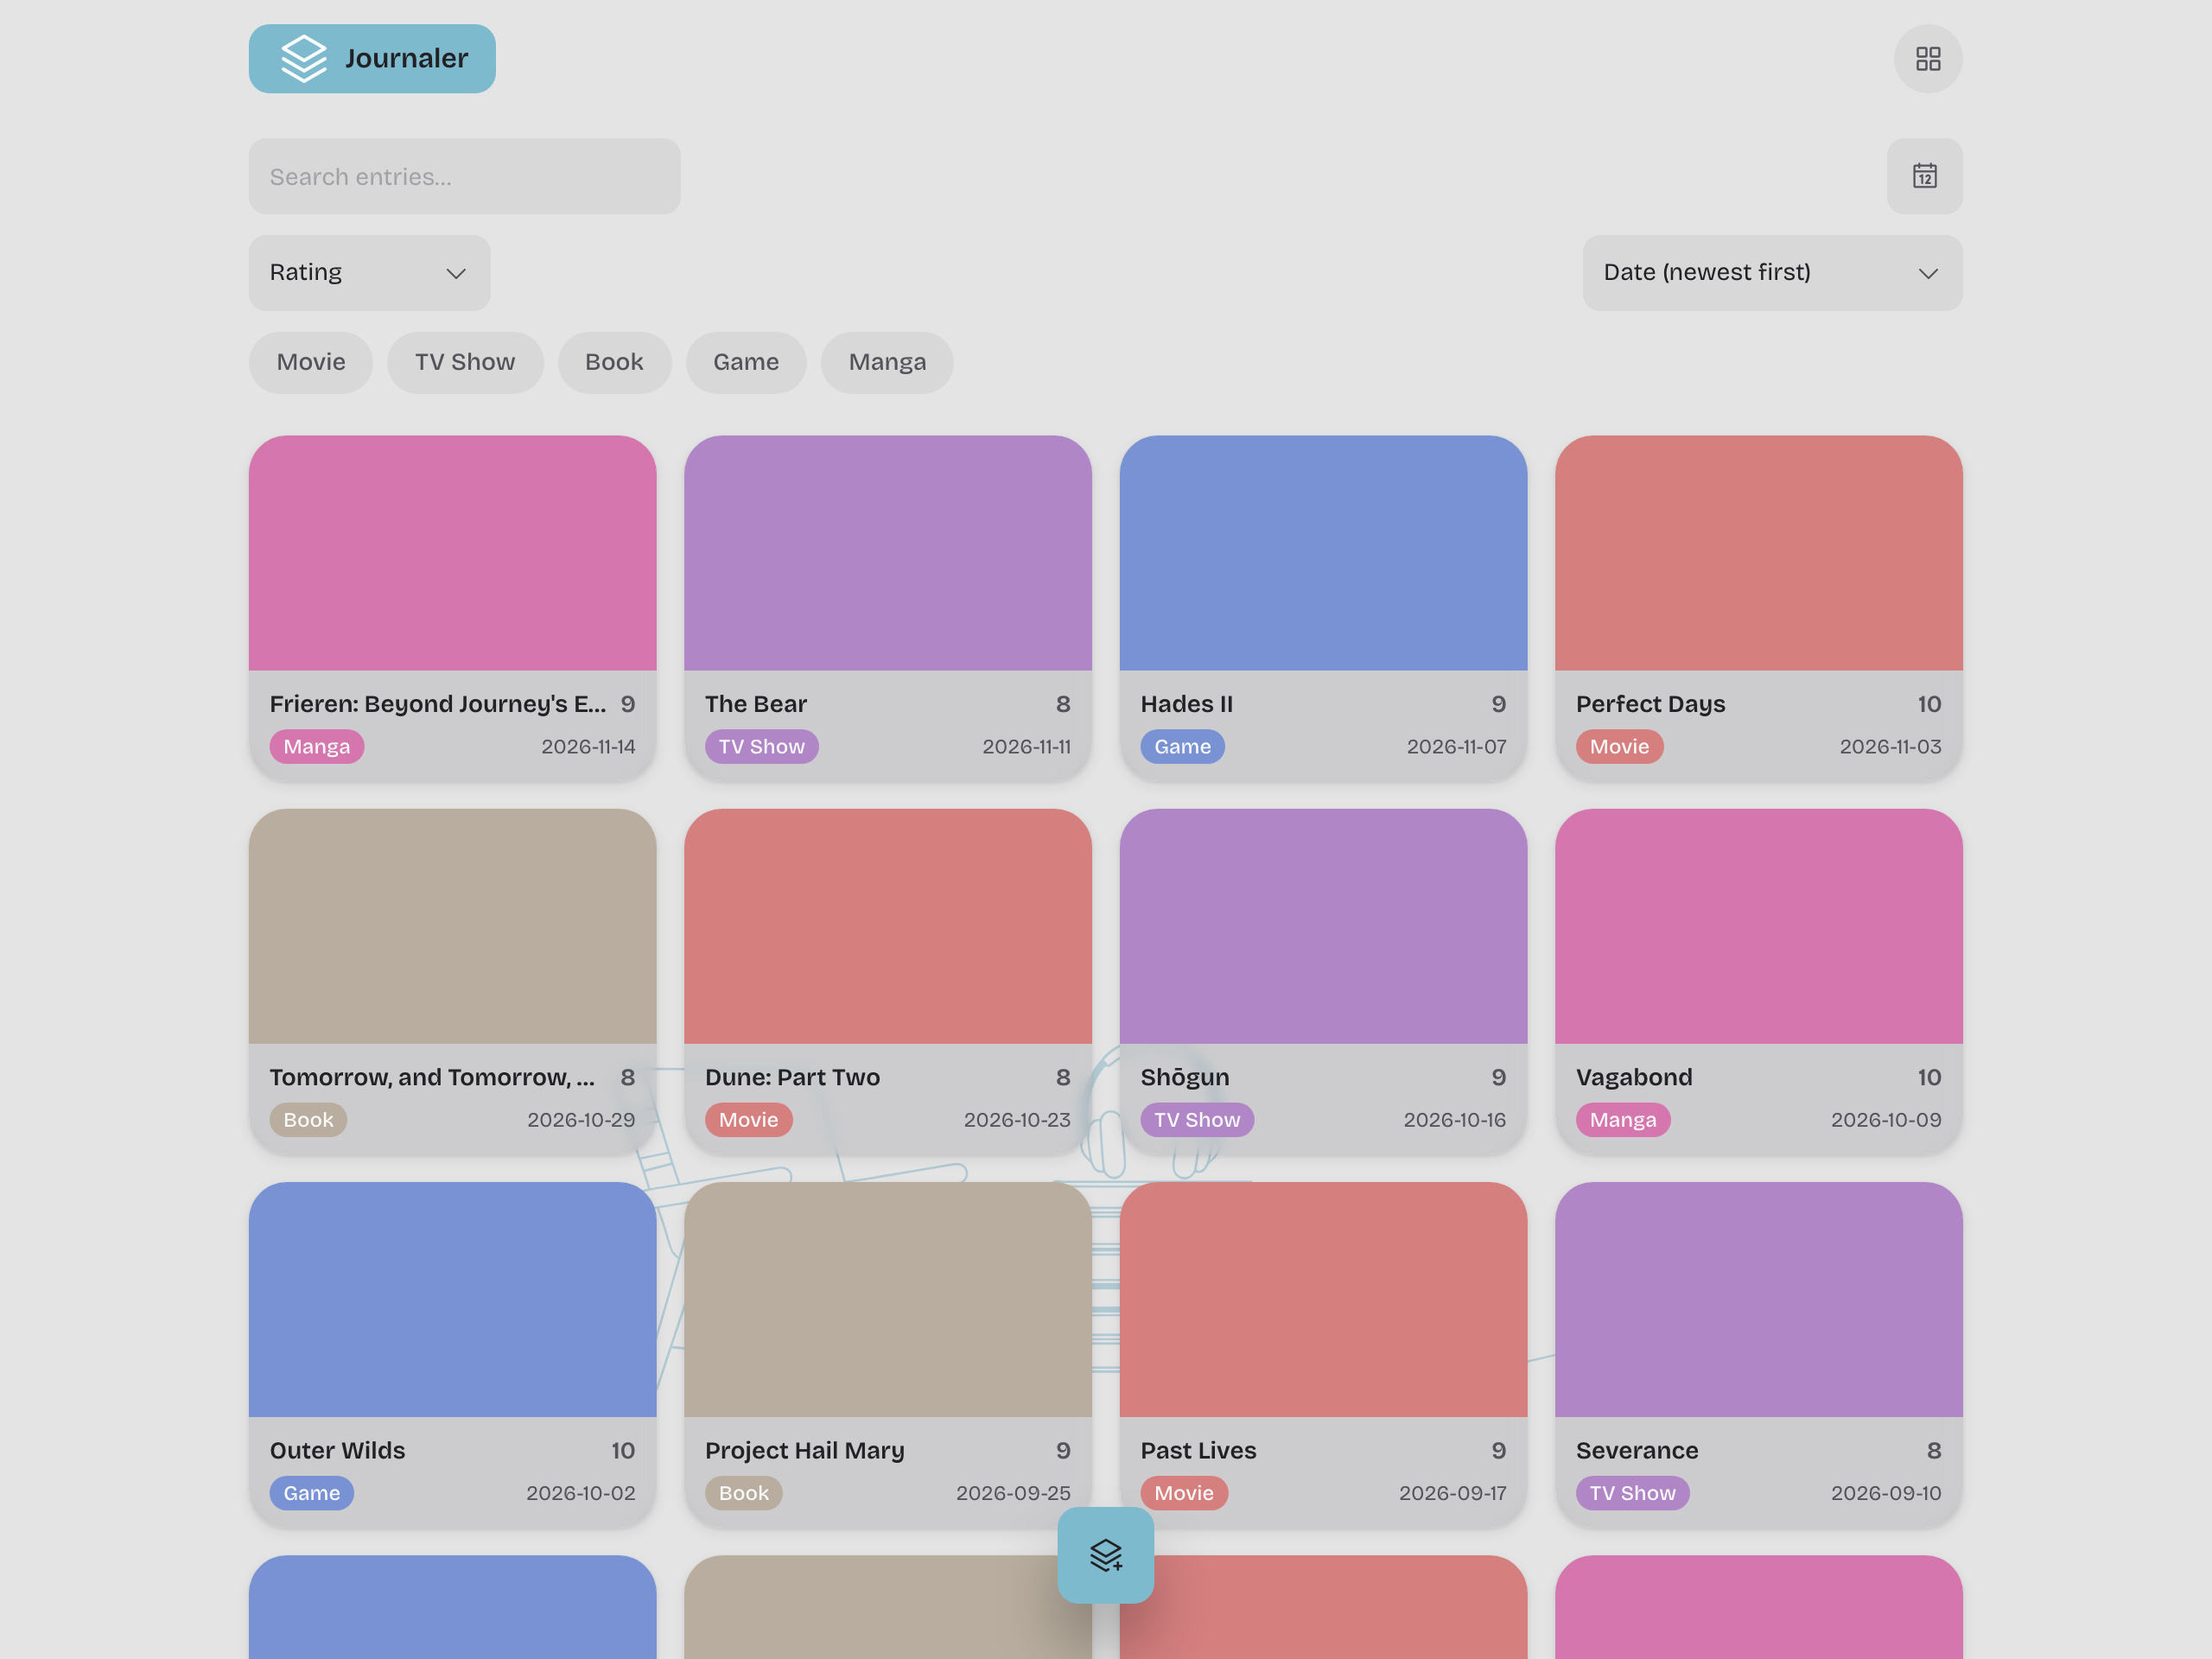 Journaler
Search entries...
12
Rating
Date (newest first)
Movie
TV Show
Book
Game
Manga
Frieren: Beyond Journey's E... 9
Manga 2026-11-14
The Bear 8
TV Show 2026-11-11
Hades II 9
Game 2026-11-07
Perfect Days 10
Movie 2026-11-03
Tomorrow, and Tomorrow, ... 8
Book 2026-10-29
Dune: Part Two 8
Movie 2026-10-23
Shōgun 9
TV Show 2026-10-16
Vagabond 10
Manga 2026-10-09
Outer Wilds 10
Game 2026-10-02
Project Hail Mary 9
Book 2026-09-25
Past Lives 9
Movie 2026-09-17
Severance 8
TV Show 2026-09-10